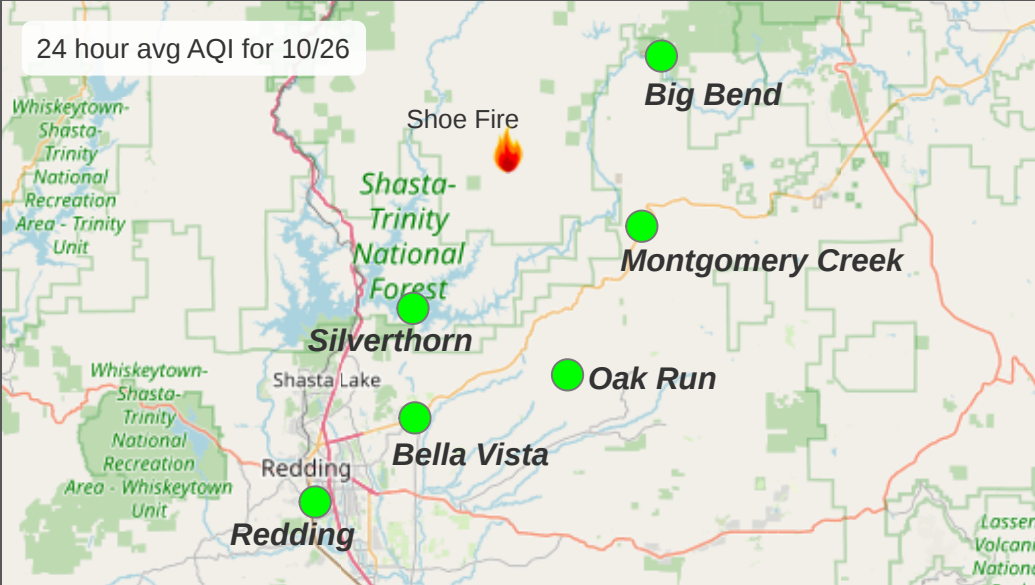 24 hour avg AQI for 10/26
Big Bend
Whiskeytown-
Shasta-
Trinity
National
Recreation
Area - Trinity
Unit
Shoe Fire
Shasta-
Trinity
National
Forest
Montgomery Creek
Silverthorn
Shasta Lake
Oak Run
Whiskeytown-
Shasta-
Trinity
National
Recreation
Area - Whiskeytown
Unit
Bella Vista
Redding
Redding
Lassen
Volcani
Nation